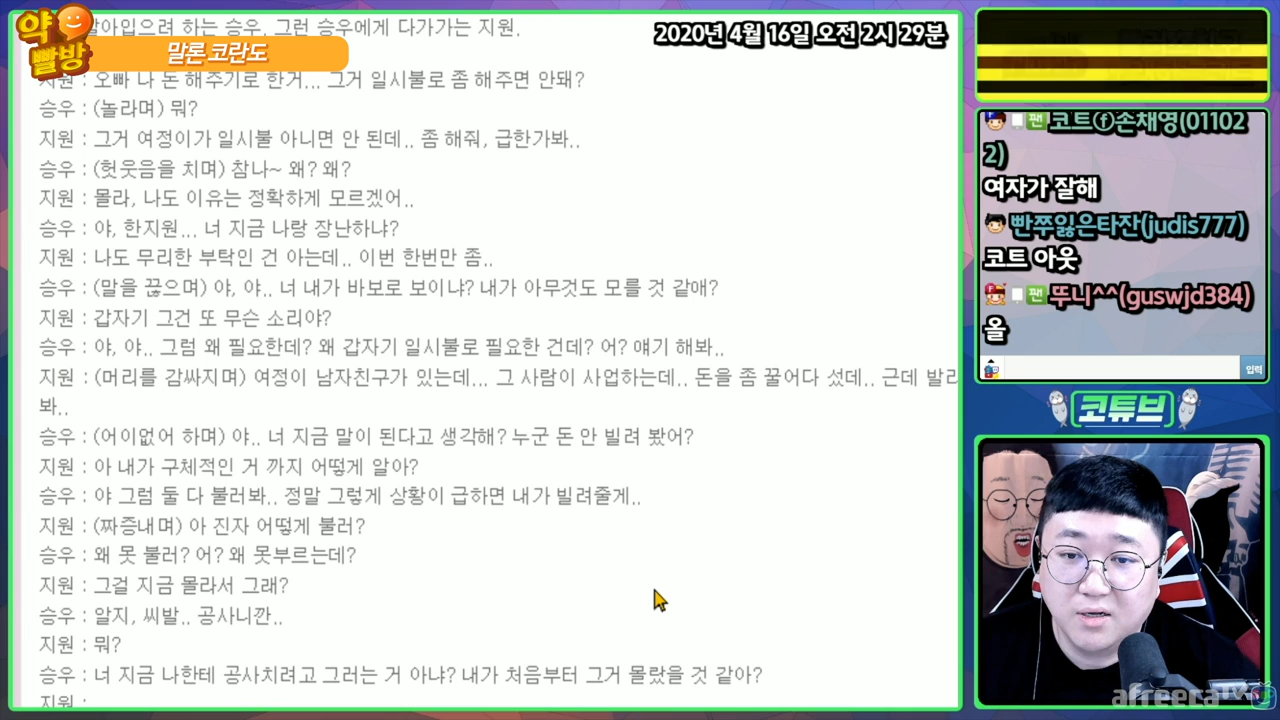 약
빨방
말론 코란도
2020년 4월 16일 오전 2시 29분
갈아입으려 하는 승우, 그런 승우에게 다가가는 지원.
지원 : 오빠 나 돈 해주기로 한거... 그거 일시불로 좀 해주면 안돼?
승우 : (놀라며) 뭐?
지원 : 그거 여정이가 일시불 아니면 안 된데.. 좀 해줘, 급한가봐..
승우 : (헛웃음을 치며) 참나~ 왜? 왜?
지원 : 몰라, 나도 이유는 정확하게 모르겠어..
승우 : 야, 한지원... 너 지금 나랑 장난하냐?
지원 : 나도 무리한 부탁인 건 아는데.. 이번 한번만 좀..
승우 : (말을 끊으며) 야, 야.. 너 내가 바보로 보이냐? 내가 아무것도 모를 것 같애?
지원 : 갑자기 그건 또 무슨 소리야?
승우 : 야, 야.. 그럼 왜 필요한데? 왜 갑자기 일시불로 필요한 건데? 어? 얘기 해봐..
지원 : (머리를 감싸지며) 여정이 남자친구가 있는데... 그 사람이 사업하는데.. 돈을 좀 꿀어다 섰데.. 근데 발리
봐..
승우 : (어이없어 하며) 야.. 너 지금 말이 된다고 생각해? 누군 돈 안 빌려 봤어?
지원 : 아 내가 구체적인 거 까지 어떻게 알아?
승우 : 야 그럼 둘 다 불러봐.. 정말 그렇게 상황이 급하면 내가 빌려줄게..
지원 : (짜증내며) 아 진자 어떻게 불러?
승우 : 왜 못 불러? 어? 왜 못부르는데?
지원 : 그걸 지금 몰라서 그래?
승우 : 알지, 씨발.. 공사니깐..
지원 : 뭐?
승우 : 너 지금 나한테 공사치려고 그러는 거 아냐? 내가 처음부터 그거 몰랐을 것 같아?
지원 :
팬 코트ⓕ손채영(01102
2)
여자가 잘해
빤쭈잃은타잔(judis777)
코트 아웃
팬 뚜니^^(guswjd384)
올
입력
코튜브
afreecaTV